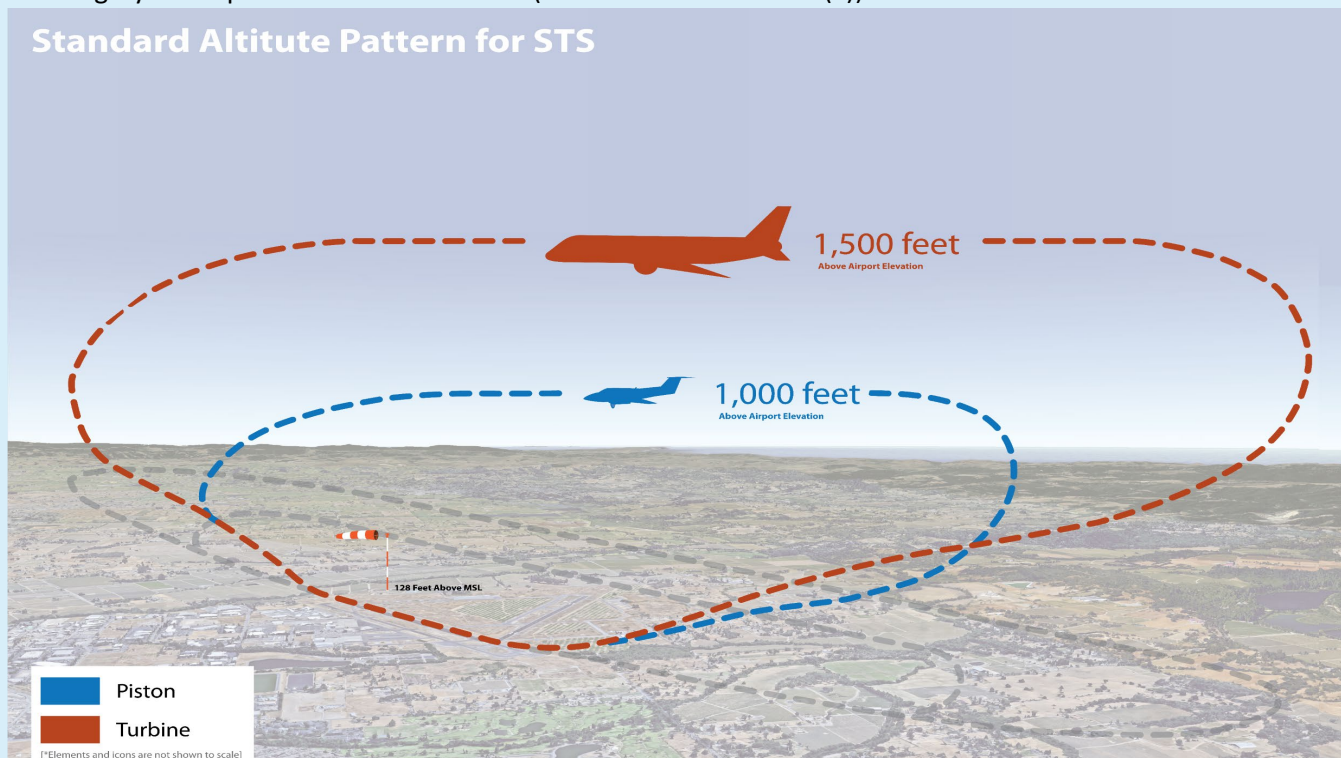 Standard Altitute Pattern for STS
1,500 feet
Above Airport Elevation
1,000 feet
Above Airport Elevation
128 Feet Above MSL
Piston
Turbine
[*Elements and icons are not shown to scale]